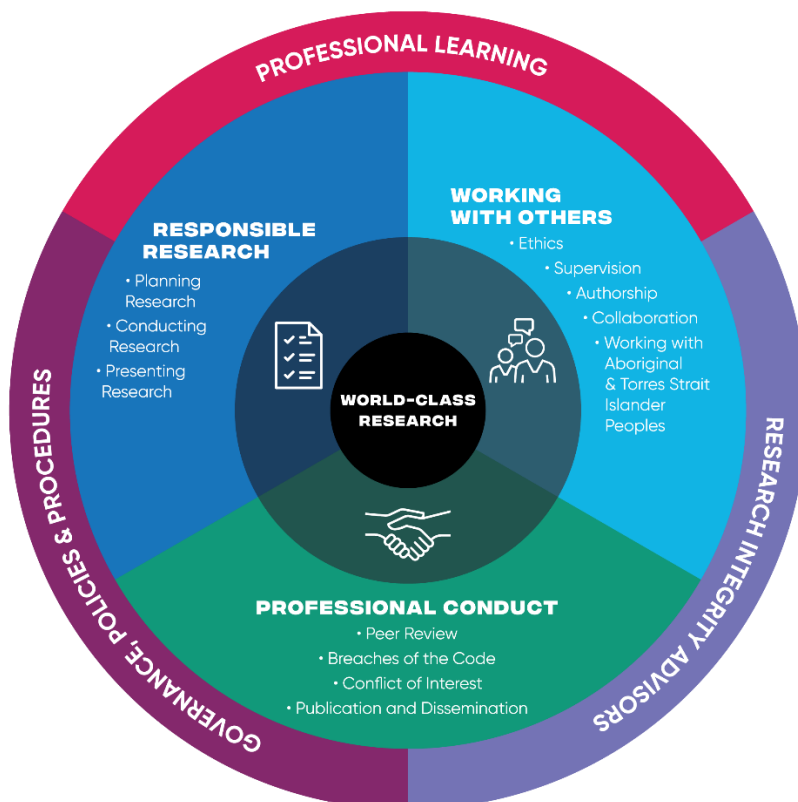 PROFESSIONAL LEARNING
RESPONSIBLE
RESEARCH
• Planning
Research
• Conducting
Research
• Presenting
Research
WORKING
WITH OTHERS
• Ethics
• Supervision
• Authorship
• Collaboration
• Working with
Aboriginal
& Torres Strait
Islander
Peoples
WORLD-CLASS
RESEARCH
PROFESSIONAL CONDUCT
• Peer Review
• Breaches of the Code
• Conflict of Interest
• Publication and Dissemination
GOVERNANCE, POLICIES & PROCEDURES
RESEARCH INTEGRITY ADVISORS